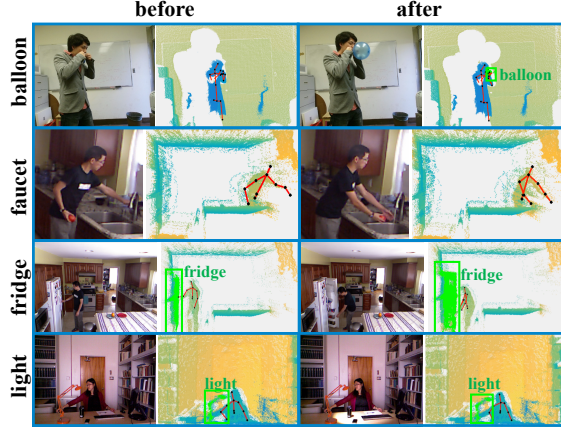 before after
balloon
balloon
faucet
fridge
fridge
fridge
light
light
light